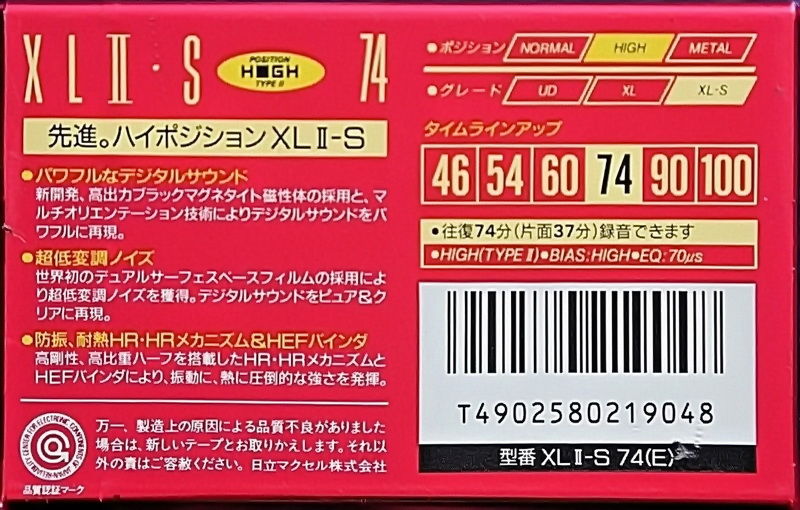 XLⅡ·S
POSITION
HIGH
TYPE Ⅱ
74
先進。ハイポジションXLⅡ-S
●パワフルなデジタルサウンド
新開発、高出力ブラックマグネタイト磁性体の採用と、マ
ルチオリエンテーション技術によりデジタルサウンドをパ
ワフルに再現。
●超低変調ノイズ
世界初のデュアルサーフェスベースフィルムの採用によ
り超低変調ノイズを獲得。デジタルサウンドをピュア&ク
リアに再現。
●防振、耐熱HR・HRメカニズム&HEFバインダ
高剛性、高比重ハーフを搭載したHR・HRメカニズムと
HEFバインダにより、振動に、熱に圧倒的な強さを発揮。
万一、製造上の原因による品質不良がありました
場合は、新しいテープとお取りかえします。それ以
外の責はご容赦ください。日立マクセル株式会社
品質認証マーク
●ポジション NORMAL HIGH METAL
●グレード UD XL XL-S
タイムラインアップ
46 54 60 74 90 100
●往復74分(片面37分)録音できます
●HIGH(TYPE Ⅱ)●BIAS:HIGH●EQ:70μs
T4902580219048
型番 XLⅡ-S 74(E)